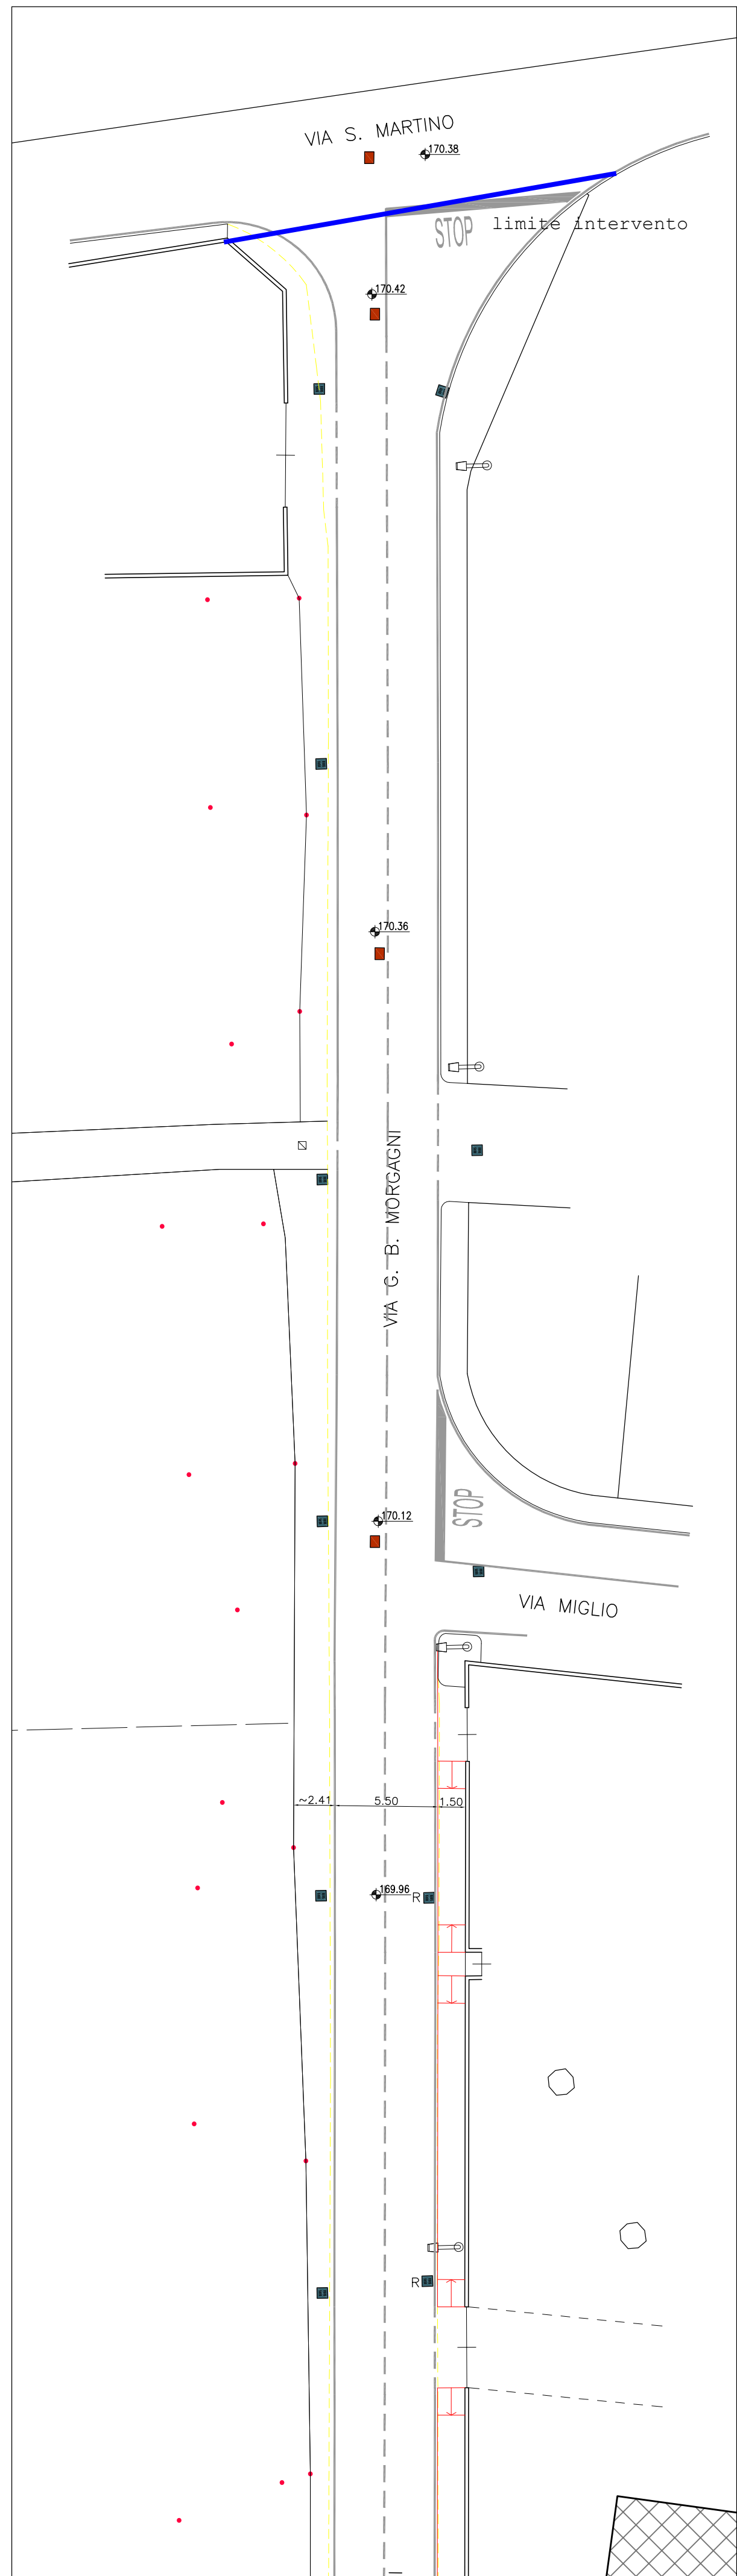 VIA S. MARTINO
170.38
STOP
limite intervento
170.42
170.36
VIA G. B. MORGAGNI
STOP
170.12
VIA MIGLIO
~2.41
5.50
1.50
169.96
R
R